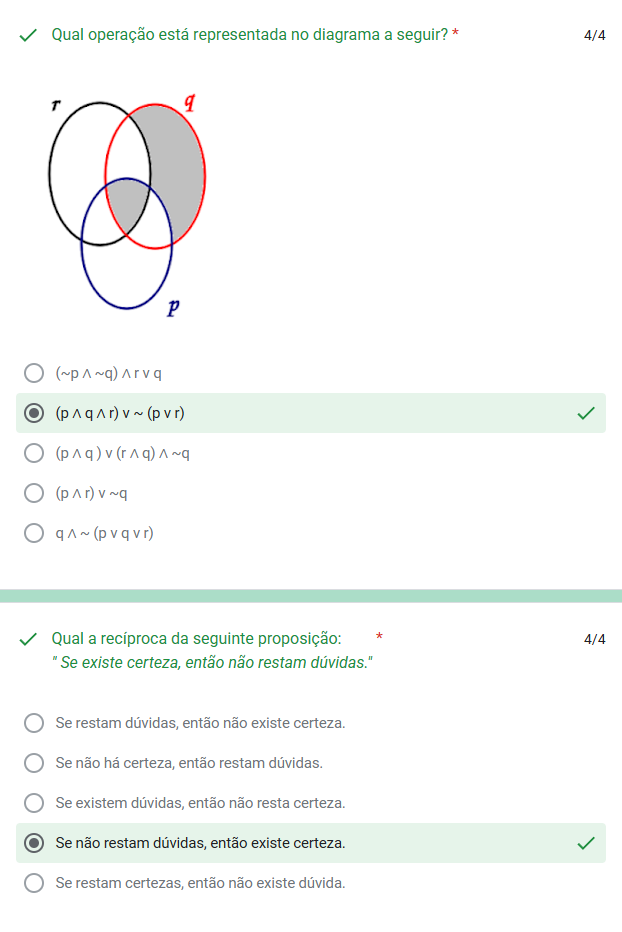 Qual operação está representada no diagrama a seguir? * 4/4
r
q
p
(~p ∧ ~q) ∧ r v q
(p ∧ q ∧ r) v ~ (p v r)
(p ∧ q ) v (r ∧ q) ∧ ~q
(p ∧ r) v ~q
q ∧ ~ (p v q v r)
Qual a recíproca da seguinte proposição: * 4/4
" Se existe certeza, então não restam dúvidas."
Se restam dúvidas, então não existe certeza.
Se não há certeza, então restam dúvidas.
Se existem dúvidas, então não resta certeza.
Se não restam dúvidas, então existe certeza.
Se restam certezas, então não existe dúvida.